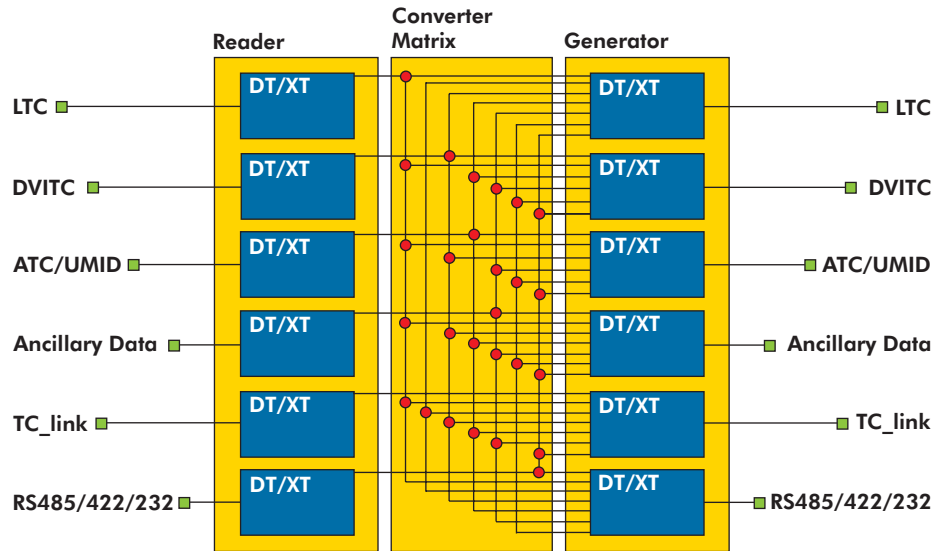 Converter
Matrix
Reader
Generator
DT/XT
DT/XT
LTC
LTC
DT/XT
DT/XT
DVITC
DVITC
DT/XT
DT/XT
ATC/UMID
ATC/UMID
DT/XT
DT/XT
Ancillary Data
Ancillary Data
DT/XT
DT/XT
TC_link
TC_link
DT/XT
DT/XT
RS485/422/232
RS485/422/232